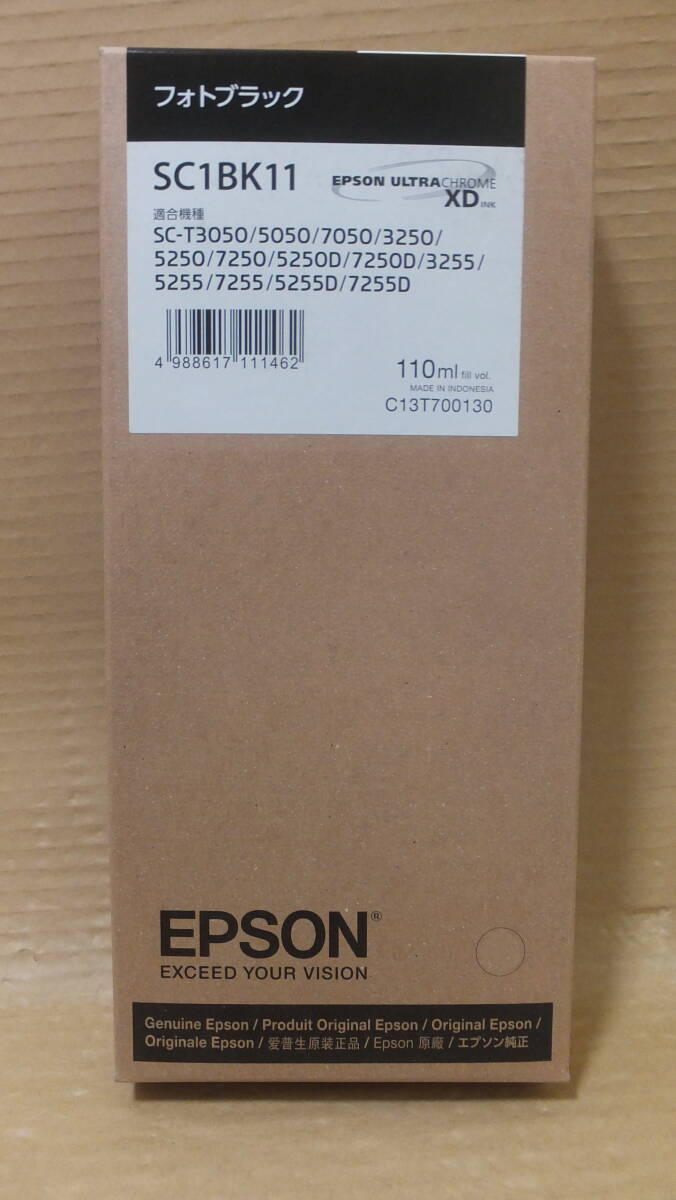 フォトブラック
SC1BK11
EPSON ULTRACHROME
XD INK
適合機種
SC-T3050/5050/7050/3250/
5250/7250/5250D/7250D/3255/
5255/7255/5255D/7255D
4 988617 111462
110ml fill vol.
MADE IN INDONESIA
C13T700130
EPSON®
EXCEED YOUR VISION
Genuine Epson / Produit Original Epson / Original Epson /
Originale Epson / 爱普生原装正品 / Epson 原廠 / エプソン純正